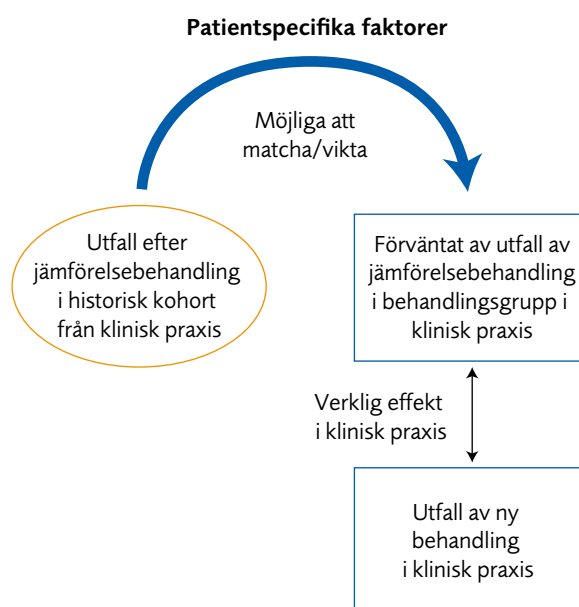 Patientspecifika faktorer
Möjliga att
matcha/vikta
Utfall efter
jämförelsebehandling
i historisk kohort
från klinisk praxis
Förväntat av utfall av
jämförelsebehandling
i behandlingsgrupp i
klinisk praxis
Verklig effekt
i klinisk praxis
Utfall av ny
behandling
i klinisk praxis